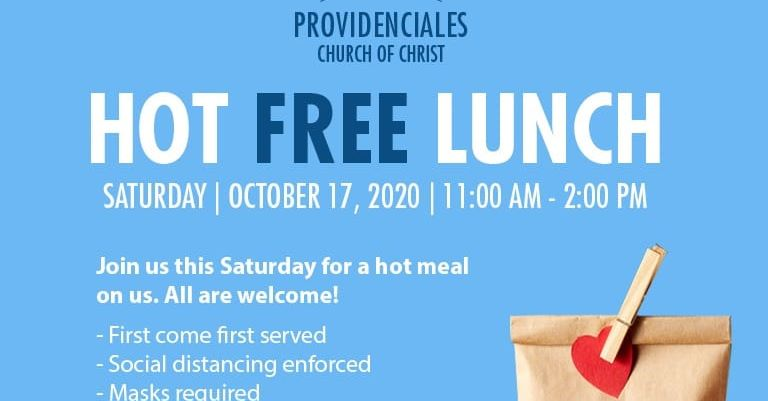 PROVIDENCIALES
CHURCH OF CHRIST
HOT FREE LUNCH
SATURDAY | OCTOBER 17, 2020 | 11:00 AM - 2:00 PM
Join us this Saturday for a hot meal
on us. All are welcome!
- First come first served
- Social distancing enforced
- Masks required